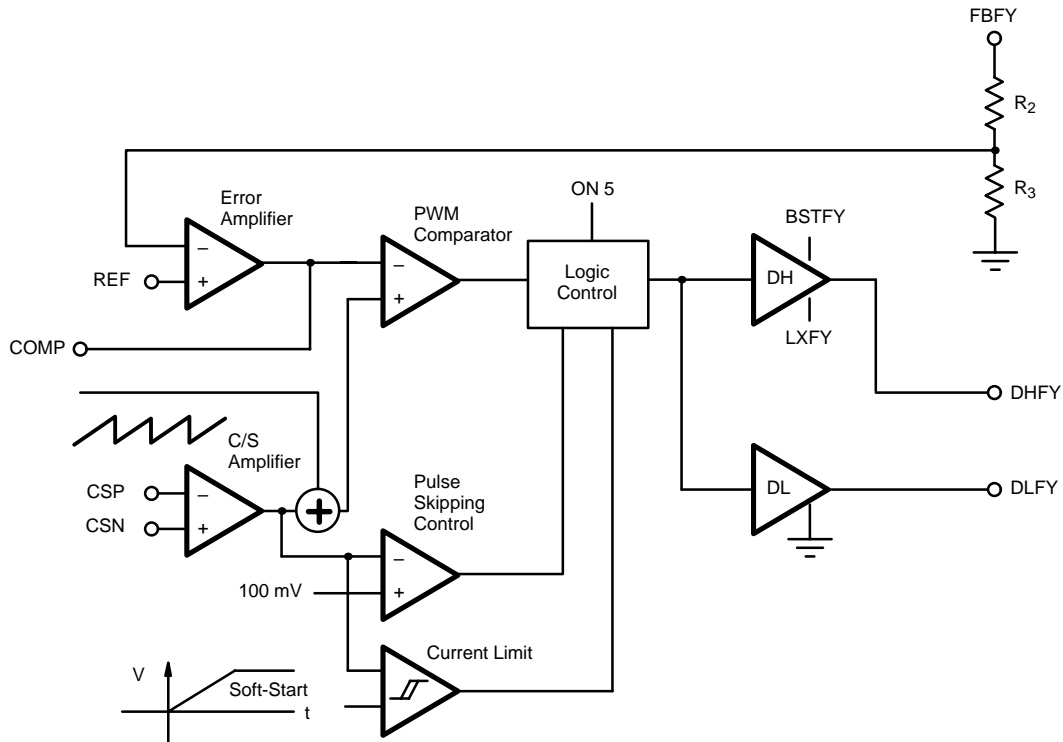 FBFY
R2
R3
Error
Amplifier
−
+
REF
COMP
PWM
Comparator
−
+
ON 5
Logic
Control
BSTFY
DH
LXFY
DHFY
C/S
Amplifier
CSP
CSN
−
+
+
Pulse
Skipping
Control
−
+
100 mV
DL
DLFY
Current Limit
V
Soft-Start
t